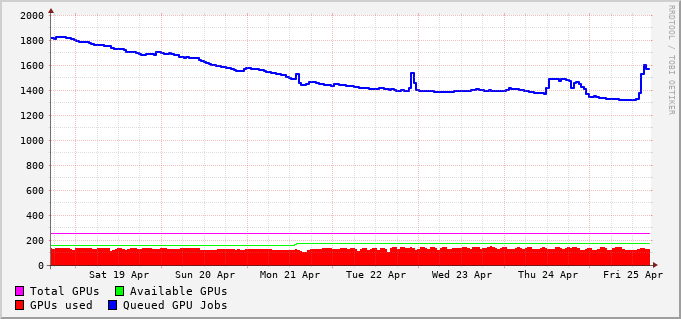 2000
1800
1600
1400
1200
1000
800
600
400
200
0
Sat 19 Apr Sun 20 Apr Mon 21 Apr Tue 22 Apr Wed 23 Apr Thu 24 Apr Fri 25 Apr
RRDTOOL / TOBI OETIKER
Total GPUs Available GPUs
GPUs used Queued GPU Jobs